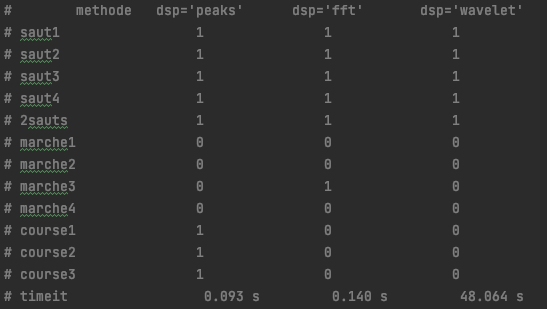 #        methode   dsp='peaks'      dsp='fft'       dsp='wavelet'
# saut1                 1               1               1
# saut2                 1               1               1
# saut3                 1               1               1
# saut4                 1               1               1
# 2sauts                1               1               1
# marche1               0               0               0
# marche2               0               0               0
# marche3               0               1               0
# marche4               0               0               0
# course1               1               0               0
# course2               1               0               0
# course3               1               0               0
# timeit                 0.093 s         0.140 s         48.064 s